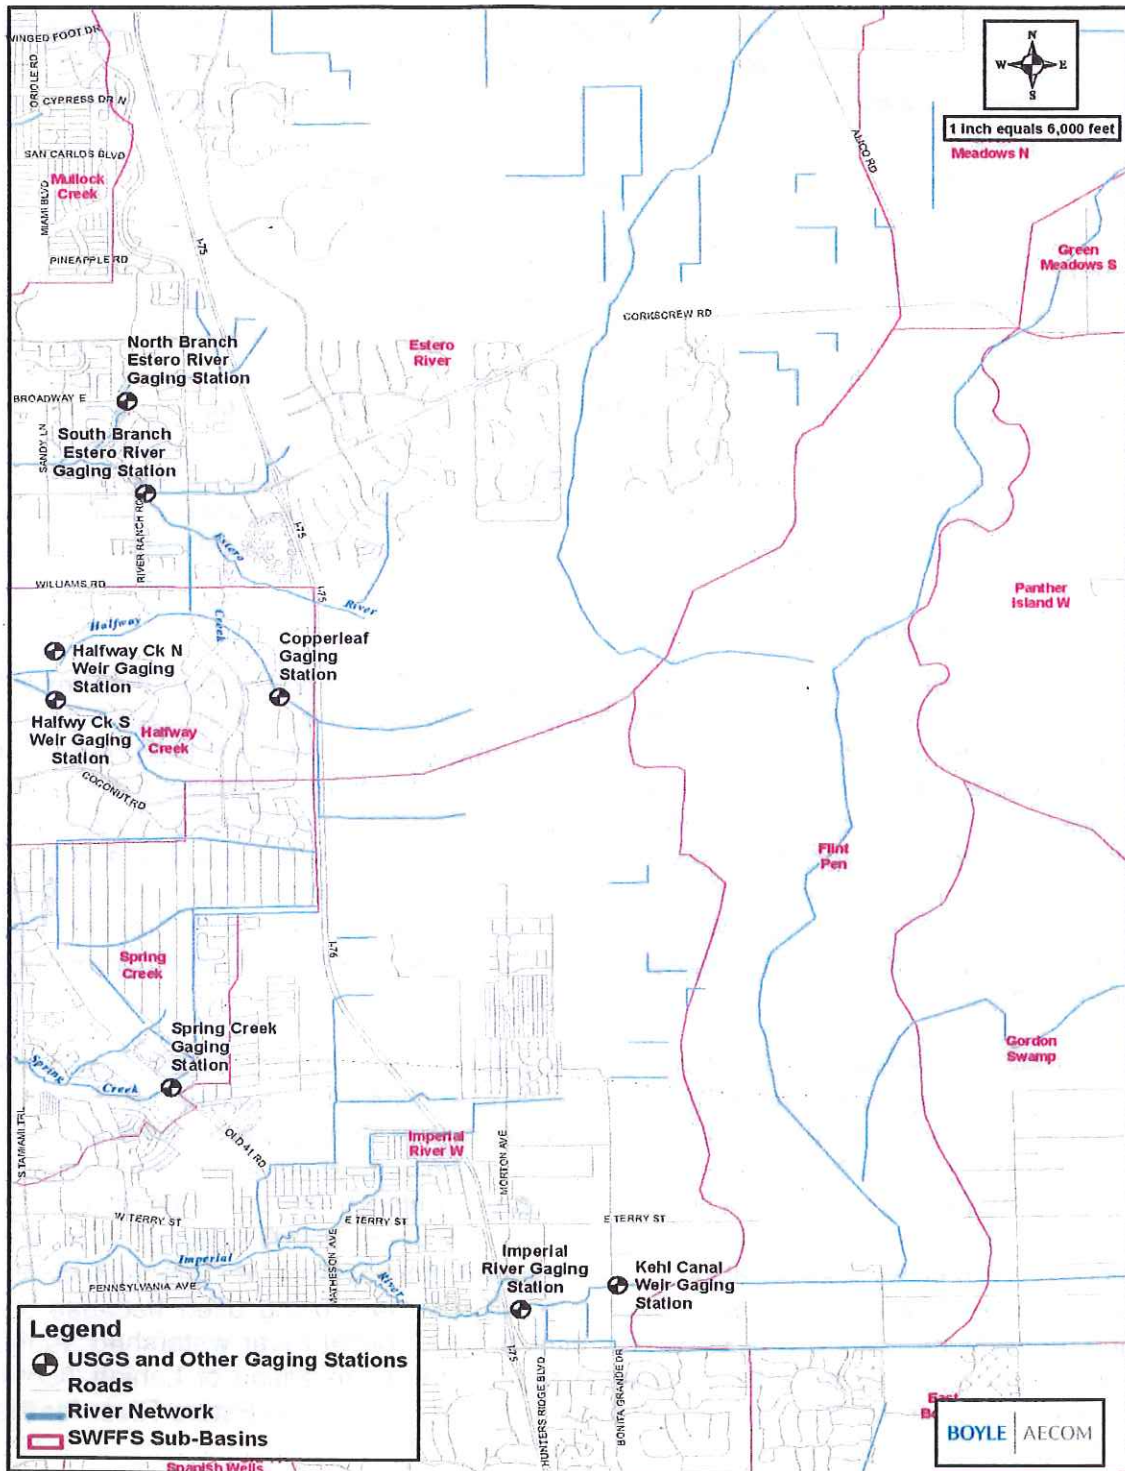 WINGED FOOT DR
ORIOLE RD
CYPRESS DR N
SAN CARLOS BLVD
Mullock
Creek
MIAMI BLVD
PINEAPPLE RD
I-75
N
W E
S
1 inch equals 6,000 feet
Meadows N
ALICO RD
Green
Meadows S
CORKSCREW RD
North Branch
Estero River
Gaging Station
Estero
River
BROADWAY E
South Branch
Estero River
Gaging Station
SANDY LN
RIVER RANCH RD
I-75
Estero
River
WILLIAMS RD
I-75
Panther
Island W
Halfway
Creek
Halfway Ck N
Weir Gaging
Station
Copperleaf
Gaging
Station
Halfwy Ck S
Weir Gaging
Station
Halfway
Creek
COCONUT RD
Flint
Pen
I-75
Spring
Creek
Spring Creek
Gaging
Station
Spring
Creek
Gordon
Swamp
S TAMIAMI TRL
OLD 41 RD
Imperial
River W
MORTON AVE
W TERRY ST
E TERRY ST
E TERRY ST
Imperial
River
MATHESON AVE
PENNSYLVANIA AVE
Imperial
River Gaging
Station
Kehl Canal
Weir Gaging
Station
I-75
HUNTERS RIDGE BLVD
BONITA GRANDE DR
Legend
USGS and Other Gaging Stations
Roads
River Network
SWFFS Sub-Basins
East
BOYLE | AECOM
Spanish Wells